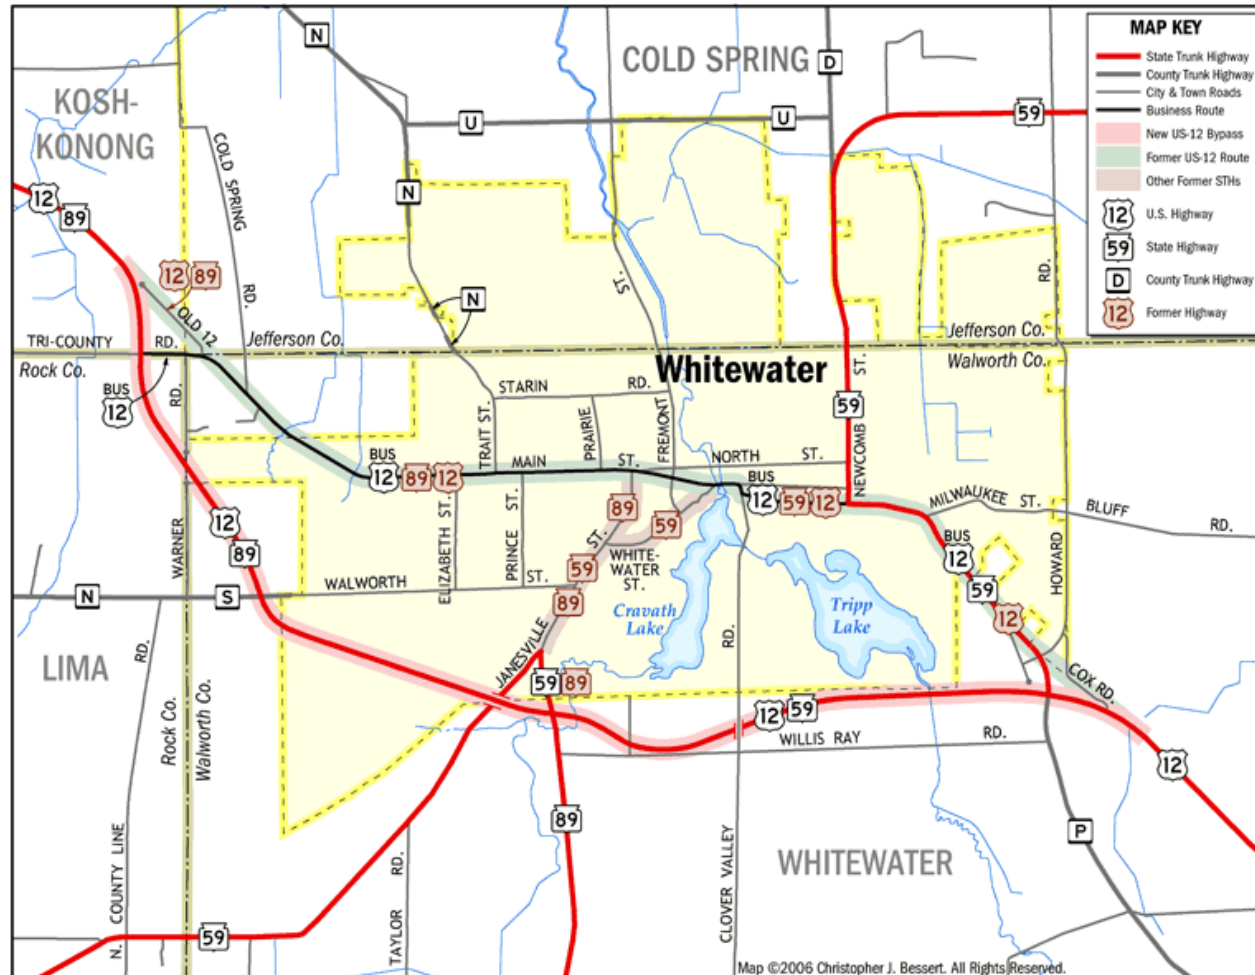 MAP KEY
State Trunk Highway
County Trunk Highway
City & Town Roads
Business Route
New US-12 Bypass
Former US-12 Route
Other Former STHs
12 U.S. Highway
59 State Highway
D County Trunk Highway
12 Former Highway
N
COLD SPRING
D
KOSH-
KONONG
U
U
59
COLD SPRING
RD.
N
12
89
12 89
OLD 12
N
ST.
RD.
TRI-COUNTY
RD.
Jefferson Co.
Rock Co.
Jefferson Co.
Walworth Co.
Whitewater
BUS
12
RD.
STARIN
RD.
ST.
59
TRAIT ST.
PRAIRIE
FREMONT
NEWCOMB
BUS
12 89 12
MAIN
ST.
NORTH
ST.
BUS
12 59 12
MILWAUKEE ST.
BLUFF
RD.
12
89
WARNER
ELIZABETH ST.
PRINCE ST.
89
59
ST.
WHITE-
WATER
ST.
BUS
12
59
12
HOWARD
N
S
WALWORTH
ST.
59
89
Cravath
Lake
Tripp
Lake
RD.
LIMA
RD.
JANESVILLE
59 89
COX RD.
Rock Co.
Walworth Co.
12 59
WILLIS RAY
RD.
12
89
P
N. COUNTY LINE
TAYLOR RD.
CLOVER VALLEY
WHITEWATER
59
Map ©2006 Christopher J. Bessert. All Rights Reserved.